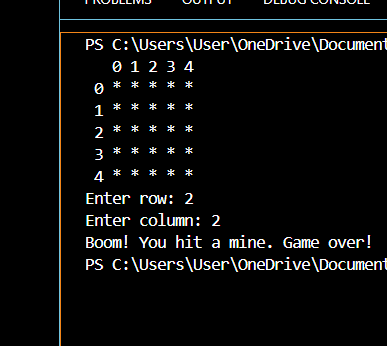 PROBLEMS OUTPUT DEBUG CONSOLE
PS C:\Users\User\OneDrive\Document
0 1 2 3 4
0 * * * * *
1 * * * * *
2 * * * * *
3 * * * * *
4 * * * * *
Enter row: 2
Enter column: 2
Boom! You hit a mine. Game over!
PS C:\Users\User\OneDrive\Document